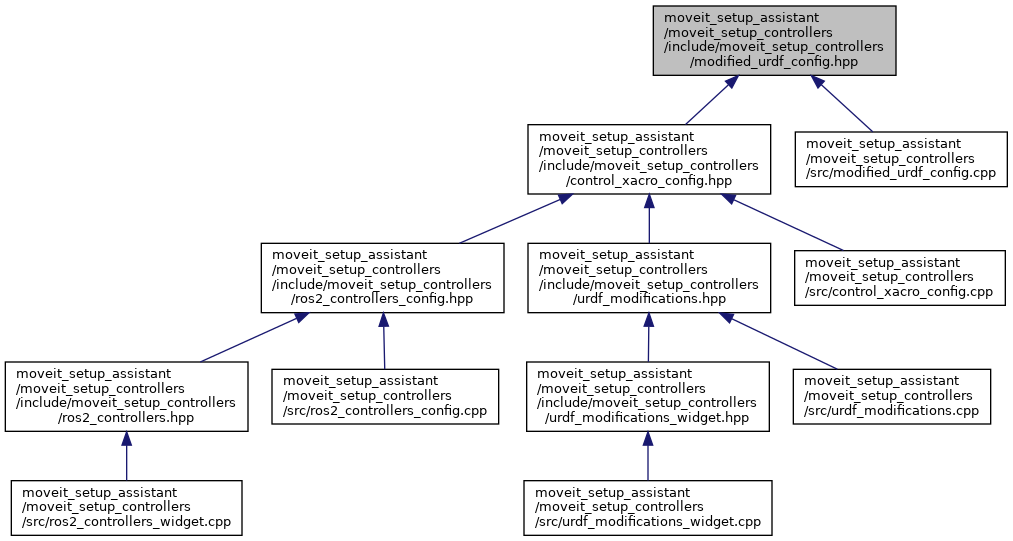 moveit_setup_assistant
/moveit_setup_controllers
/include/moveit_setup_controllers
/modified_urdf_config.hpp
moveit_setup_assistant
/moveit_setup_controllers
/include/moveit_setup_controllers
/control_xacro_config.hpp
moveit_setup_assistant
/moveit_setup_controllers
/src/modified_urdf_config.cpp
moveit_setup_assistant
/moveit_setup_controllers
/include/moveit_setup_controllers
/ros2_controllers_config.hpp
moveit_setup_assistant
/moveit_setup_controllers
/include/moveit_setup_controllers
/urdf_modifications.hpp
moveit_setup_assistant
/moveit_setup_controllers
/src/control_xacro_config.cpp
moveit_setup_assistant
/moveit_setup_controllers
/include/moveit_setup_controllers
/ros2_controllers.hpp
moveit_setup_assistant
/moveit_setup_controllers
/src/ros2_controllers_config.cpp
moveit_setup_assistant
/moveit_setup_controllers
/include/moveit_setup_controllers
/urdf_modifications_widget.hpp
moveit_setup_assistant
/moveit_setup_controllers
/src/urdf_modifications.cpp
moveit_setup_assistant
/moveit_setup_controllers
/src/ros2_controllers_widget.cpp
moveit_setup_assistant
/moveit_setup_controllers
/src/urdf_modifications_widget.cpp